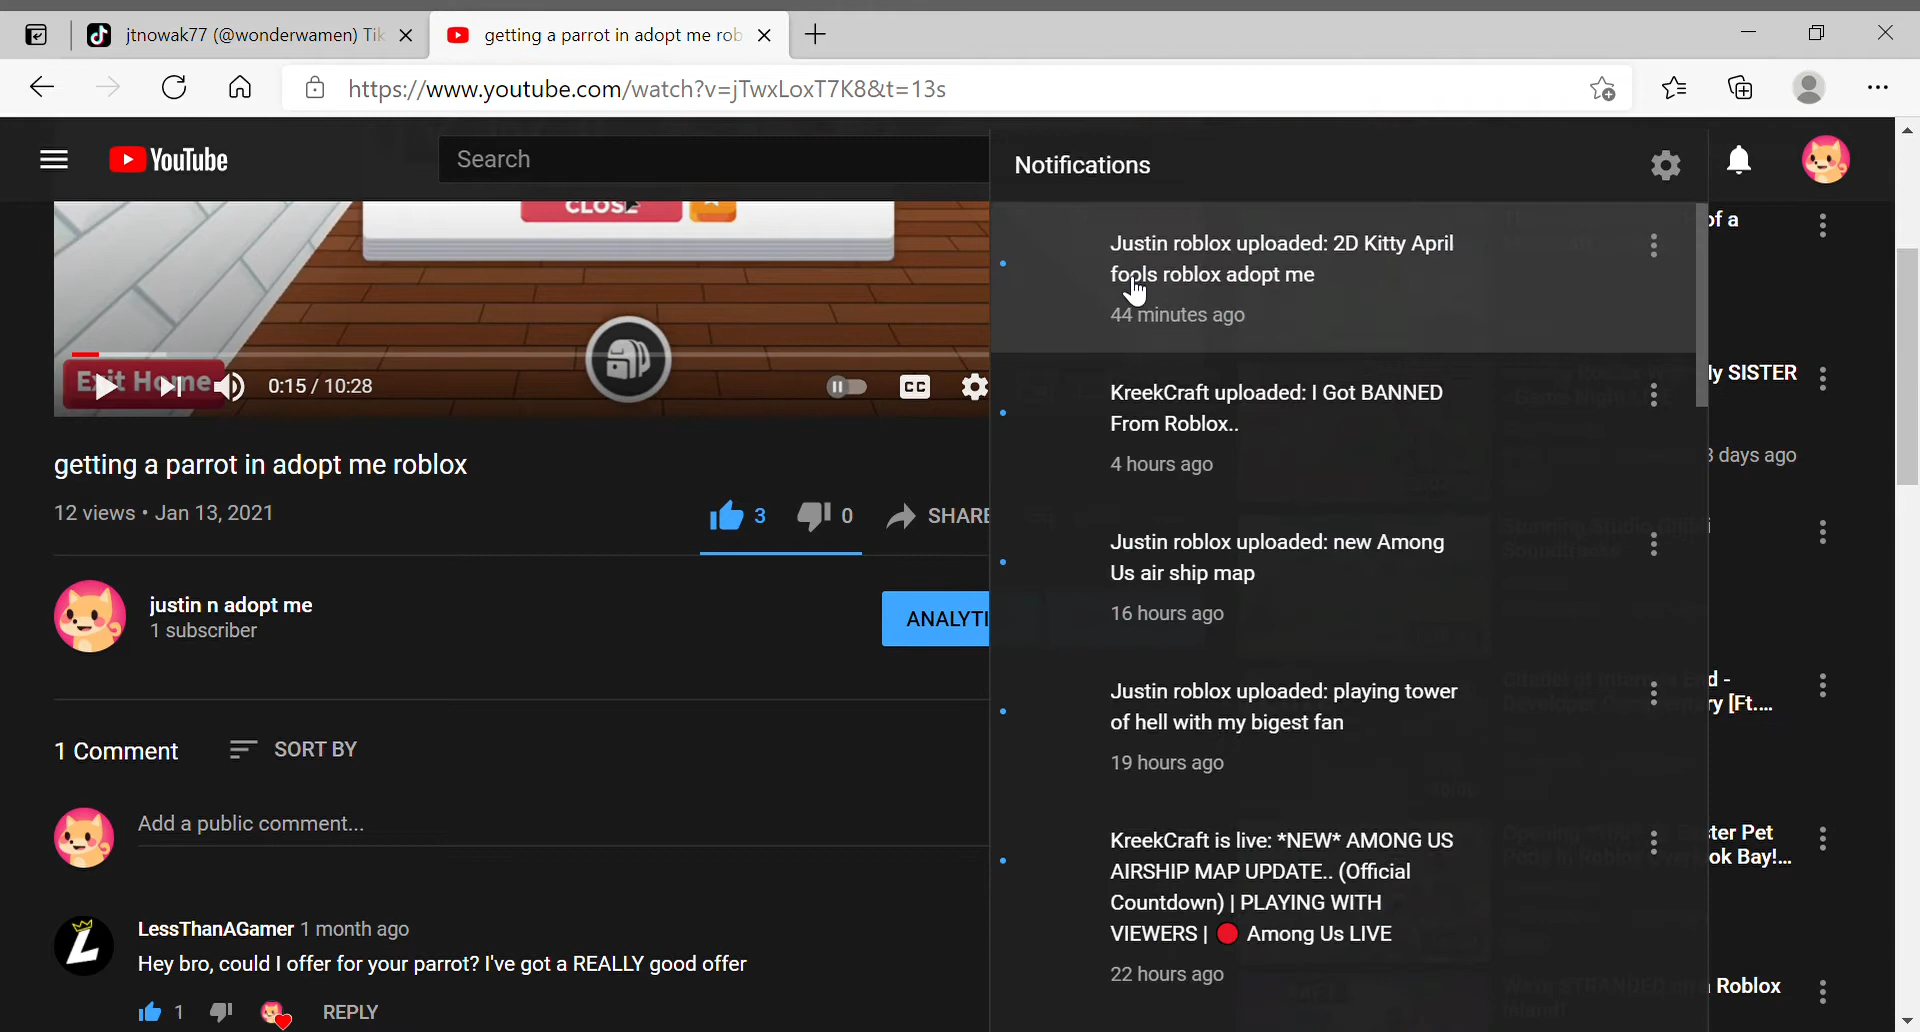 jtnowak77 (@wonderwamen) Tik
getting a parrot in adopt me rob
https://www.youtube.com/watch?v=jTwxLoxT7K8&t=13s
YouTube
Search
Notifications
CLOSE
Exit Home
0:15 / 10:28
CC
getting a parrot in adopt me roblox
12 views • Jan 13, 2021
3
0
SHARE
justin n adopt me
1 subscriber
ANALYTI
1 Comment
SORT BY
Add a public comment...
LessThanAGamer 1 month ago
Hey bro, could I offer for your parrot? I've got a REALLY good offer
1
REPLY
Justin roblox uploaded: 2D Kitty April
fools roblox adopt me
44 minutes ago
KreekCraft uploaded: I Got BANNED
From Roblox..
4 hours ago
Justin roblox uploaded: new Among
Us air ship map
16 hours ago
Justin roblox uploaded: playing tower
of hell with my bigest fan
19 hours ago
KreekCraft is live: *NEW* AMONG US
AIRSHIP MAP UPDATE.. (Official
Countdown) | PLAYING WITH
VIEWERS | 🔴 Among Us LIVE
22 hours ago
of a
ly SISTER
3 days ago
d -
ry [Ft....
ter Pet
ok Bay!...
Roblox